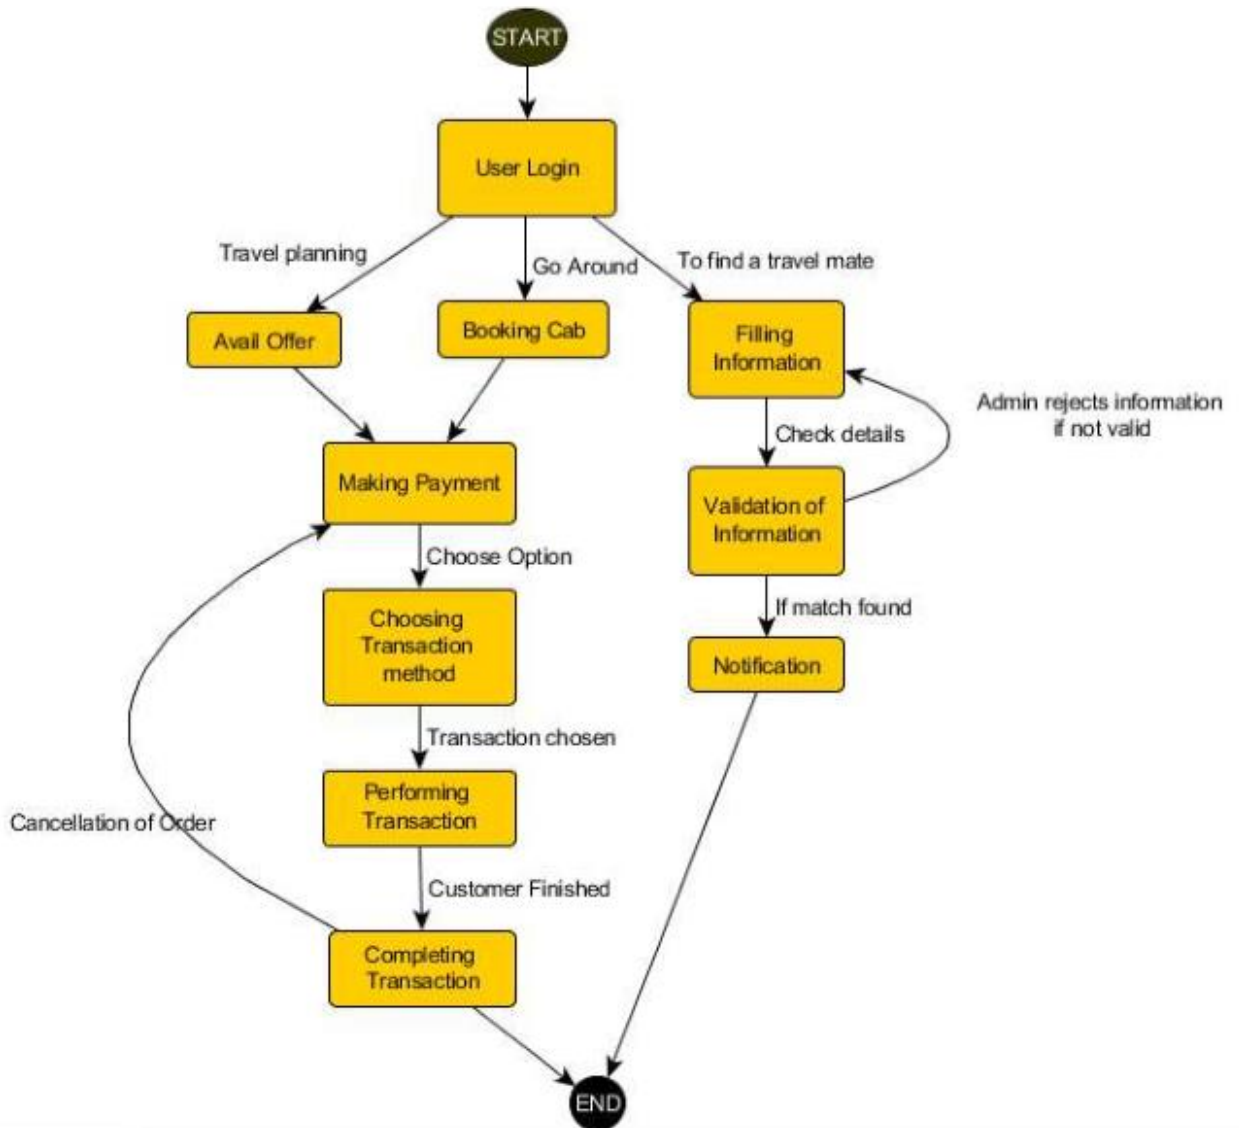 START
User Login
Travel planning
Go Around
To find a travel mate
Avail Offer
Booking Cab
Filling
Information
Admin rejects information
if not valid
Check details
Making Payment
Validation of
Information
Choose Option
If match found
Choosing
Transaction
method
Notification
Transaction chosen
Performing
Transaction
Cancellation of Order
Customer Finished
Completing
Transaction
END